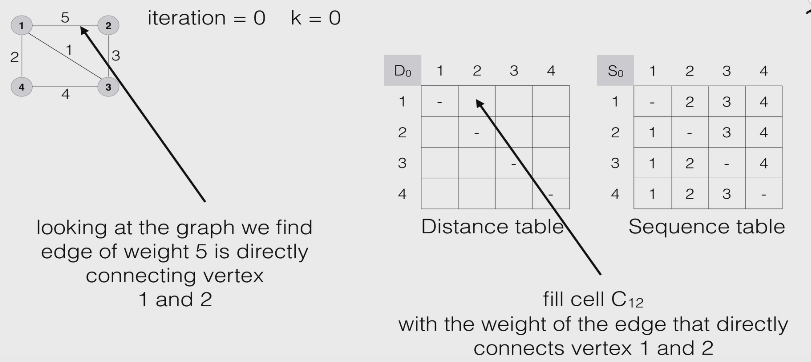 iteration = 0 k = 0
1 5 2
2 1 3
4 4 3
D₀ 1 2 3 4
1 -
2 -
3 -
4 -
Distance table
S₀ 1 2 3 4
1 - 2 3 4
2 1 - 3 4
3 1 2 - 4
4 1 2 3 -
Sequence table
looking at the graph we find
edge of weight 5 is directly
connecting vertex
1 and 2
fill cell C₁₂
with the weight of the edge that directly
connects vertex 1 and 2